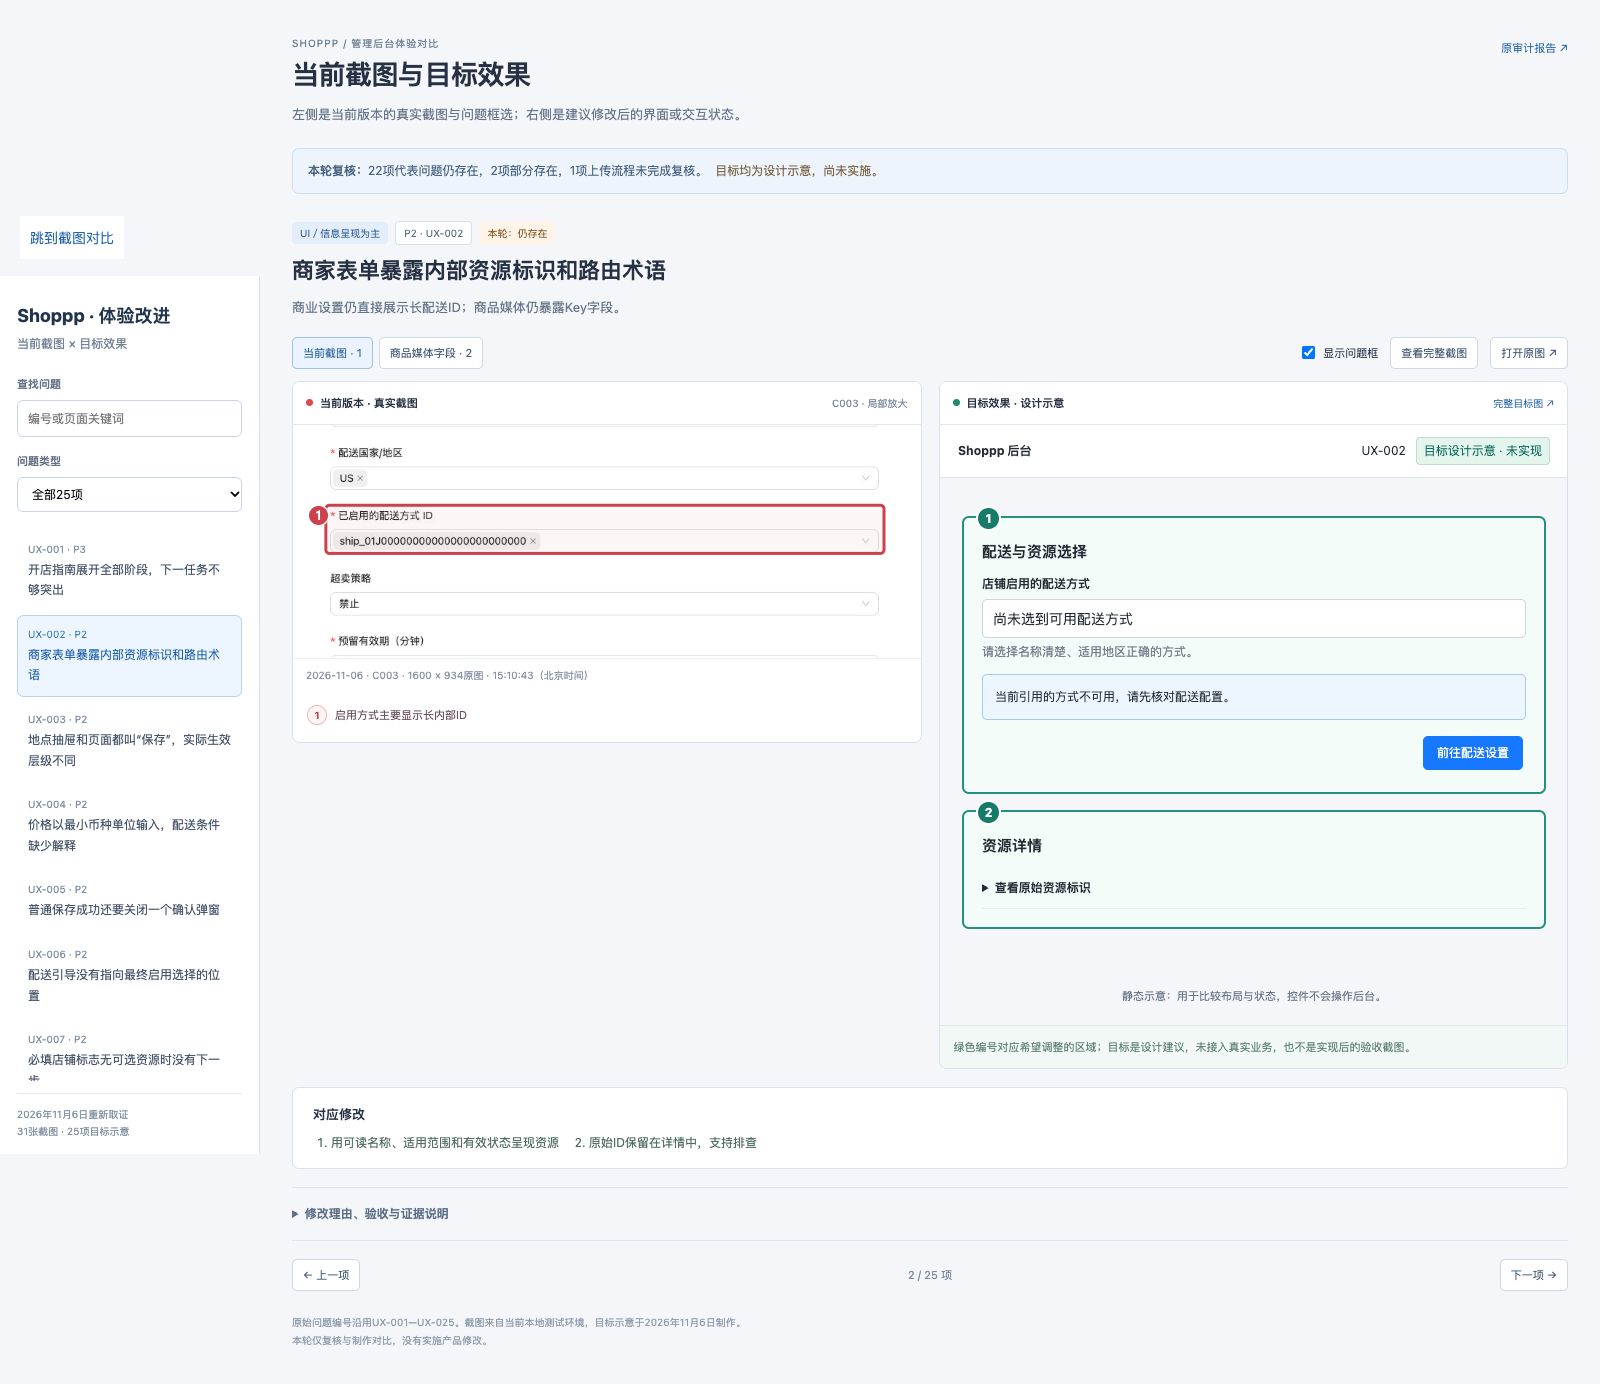 SHOPPP / 管理后台体验对比
当前截图与目标效果
原审计报告 ↗
左侧是当前版本的真实截图与问题框选；右侧是建议修改后的界面或交互状态。
本轮复核：22项代表问题仍存在，2项部分存在，1项上传流程未完成复核。 目标均为设计示意，尚未实施。
跳到截图对比
Shoppp · 体验改进
当前截图 × 目标效果
查找问题
编号或页面关键词
问题类型
全部25项
UX-001 · P3
开店指南展开全部阶段，下一任务不
够突出
UX-002 · P2
商家表单暴露内部资源标识和路由术
语
UX-003 · P2
地点抽屉和页面都叫“保存”，实际生效
层级不同
UX-004 · P2
价格以最小币种单位输入，配送条件
缺少解释
UX-005 · P2
普通保存成功还要关闭一个确认弹窗
UX-006 · P2
配送引导没有指向最终启用选择的位
置
UX-007 · P2
必填店铺标志无可选资源时没有下一
2026年11月6日重新取证
31张截图 · 25项目标示意
UI / 信息呈现为主
P2 · UX-002
本轮：仍存在
商家表单暴露内部资源标识和路由术语
商业设置仍直接展示长配送ID；商品媒体仍暴露Key字段。
当前截图 · 1
商品媒体字段 · 2
显示问题框
查看完整截图
打开原图 ↗
当前版本 · 真实截图
C003 · 局部放大
* 配送国家/地区
US ×
1
* 已启用的配送方式 ID
ship_01J00000000000000000000000 ×
超卖策略
禁止
* 预留有效期（分钟）
2026-11-06 · C003 · 1600 × 934原图 · 15:10:43（北京时间）
1 启用方式主要显示长内部ID
目标效果 · 设计示意
完整目标图 ↗
Shoppp 后台
UX-002
目标设计示意 · 未实现
1
配送与资源选择
店铺启用的配送方式
尚未选到可用配送方式
请选择名称清楚、适用地区正确的方式。
当前引用的方式不可用，请先核对配送配置。
前往配送设置
2
资源详情
查看原始资源标识
静态示意：用于比较布局与状态，控件不会操作后台。
绿色编号对应希望调整的区域；目标是设计建议，未接入真实业务，也不是实现后的验收截图。
对应修改
1. 用可读名称、适用范围和有效状态呈现资源 2. 原始ID保留在详情中，支持排查
修改理由、验收与证据说明
← 上一项
2 / 25 项
下一项 →
原始问题编号沿用UX-001—UX-025。截图来自当前本地测试环境，目标示意于2026年11月6日制作。
本轮仅复核与制作对比，没有实施产品修改。